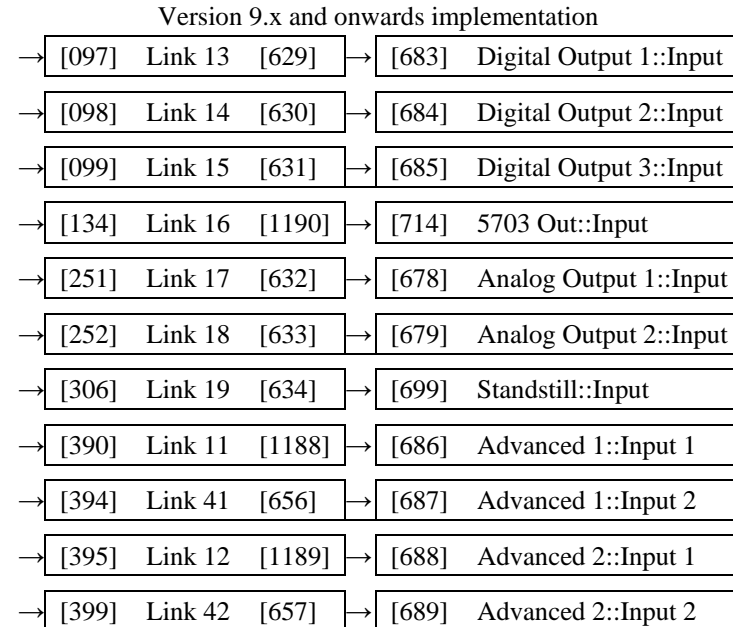 Version 9.x and onwards implementation
→ [097] Link 13 [629] → [683] Digital Output 1::Input
→ [098] Link 14 [630] → [684] Digital Output 2::Input
→ [099] Link 15 [631] → [685] Digital Output 3::Input
→ [134] Link 16 [1190] → [714] 5703 Out::Input
→ [251] Link 17 [632] → [678] Analog Output 1::Input
→ [252] Link 18 [633] → [679] Analog Output 2::Input
→ [306] Link 19 [634] → [699] Standstill::Input
→ [390] Link 11 [1188] → [686] Advanced 1::Input 1
→ [394] Link 41 [656] → [687] Advanced 1::Input 2
→ [395] Link 12 [1189] → [688] Advanced 2::Input 1
→ [399] Link 42 [657] → [689] Advanced 2::Input 2